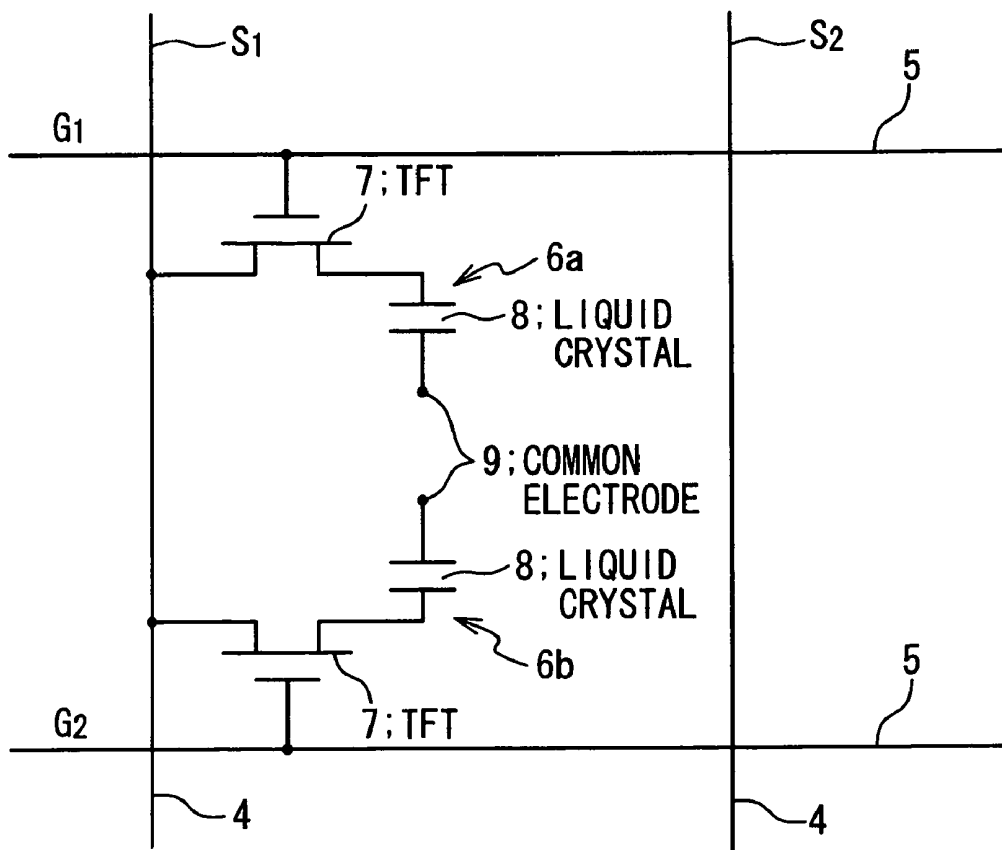 S1
S2
5
G1
7;TFT
6a
8;LIQUID
CRYSTAL
9;COMMON
ELECTRODE
8;LIQUID
CRYSTAL
6b
5
G2
7;TFT
4
4